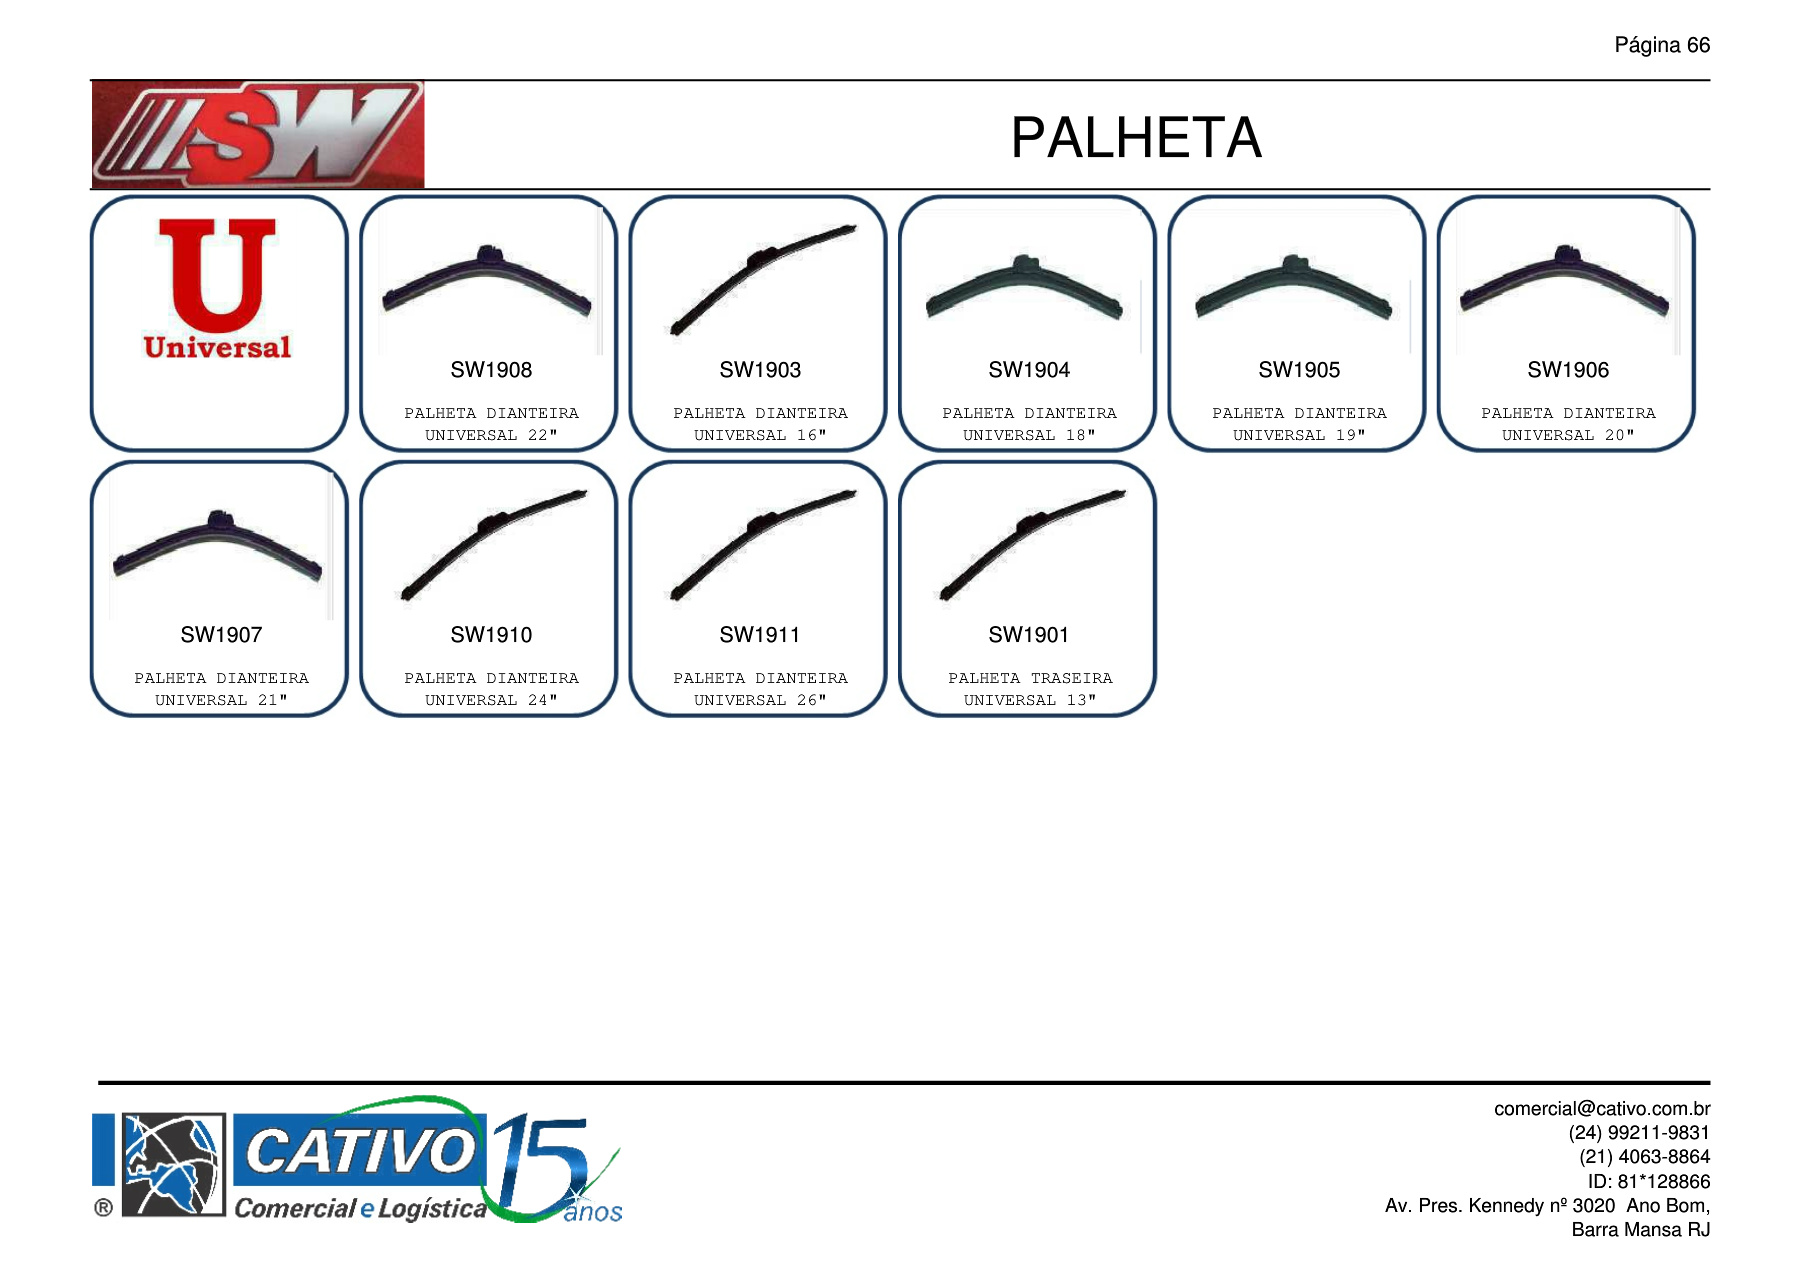 Página 66
SW
PALHETA
U
Universal
SW1908
PALHETA DIANTEIRA
UNIVERSAL 22"
SW1903
PALHETA DIANTEIRA
UNIVERSAL 16"
SW1904
PALHETA DIANTEIRA
UNIVERSAL 18"
SW1905
PALHETA DIANTEIRA
UNIVERSAL 19"
SW1906
PALHETA DIANTEIRA
UNIVERSAL 20"
SW1907
PALHETA DIANTEIRA
UNIVERSAL 21"
SW1910
PALHETA DIANTEIRA
UNIVERSAL 24"
SW1911
PALHETA DIANTEIRA
UNIVERSAL 26"
SW1901
PALHETA TRASEIRA
UNIVERSAL 13"
CATIVO
Comercial e Logística
®
15
anos
comercial@cativo.com.br
(24) 99211-9831
(21) 4063-8864
ID: 81*128866
Av. Pres. Kennedy nº 3020 Ano Bom,
Barra Mansa RJ